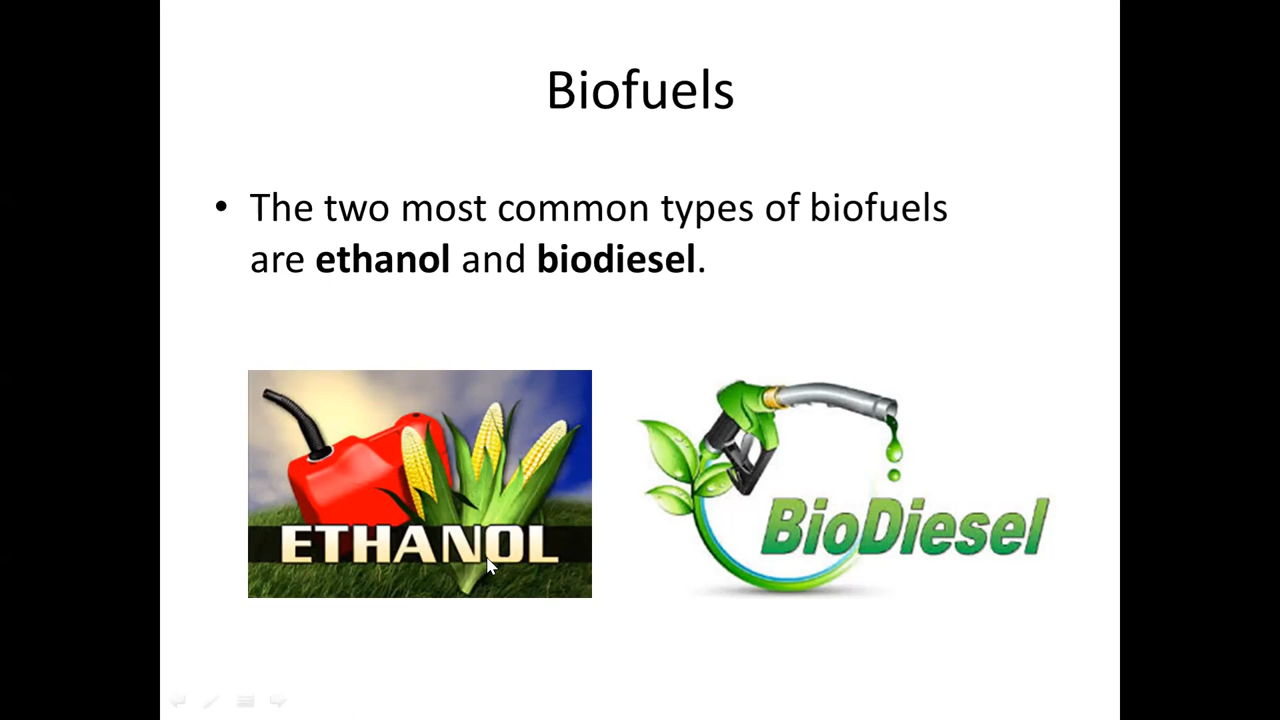 Biofuels
• The two most common types of biofuels
are ethanol and biodiesel.
ETHANOL
BioDiesel